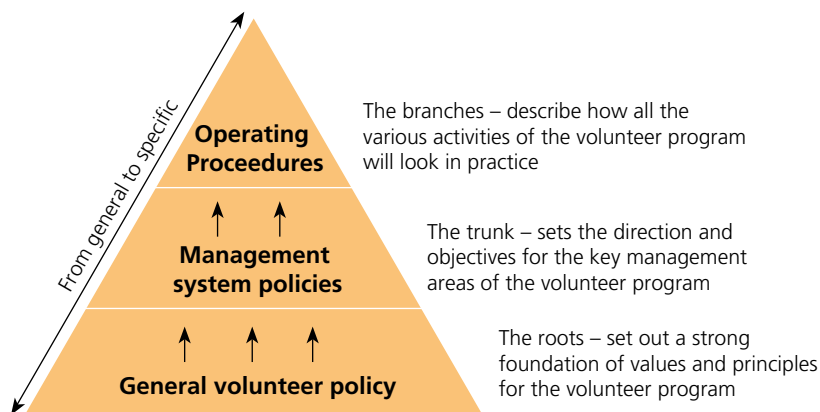 From general to specific
Operating
Proceedures
The branches – describe how all the
various activities of the volunteer program
will look in practice
Management
system policies
The trunk – sets the direction and
objectives for the key management
areas of the volunteer program
General volunteer policy
The roots – set out a strong
foundation of values and principles
for the volunteer program